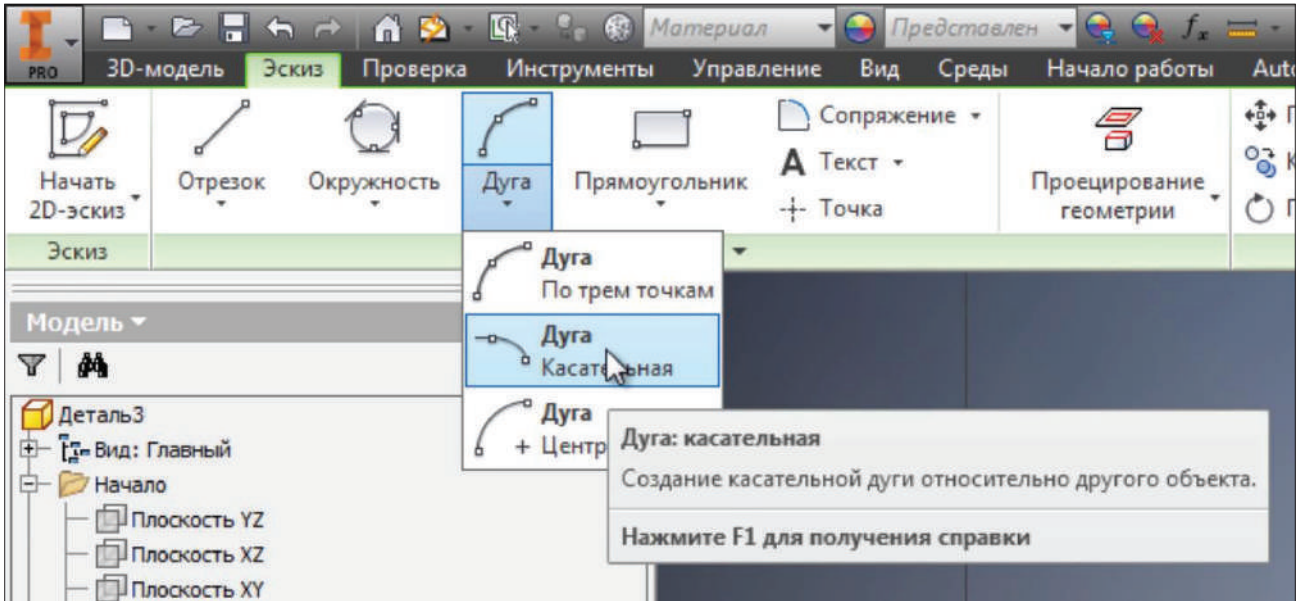 Материал
Представлен
fx
PRO
3D-модель
Эскиз
Проверка
Инструменты
Управление
Вид
Среды
Начало работы
Auto
Начать
2D-эскиз
Отрезок
Окружность
Дуга
Прямоугольник
Сопряжение
A Текст
Точка
Проецирование
геометрии
Эскиз
Дуга
По трем точкам
Дуга
Касательная
Дуга
Центр
Дуга: касательная
Создание касательной дуги относительно другого объекта.
Нажмите F1 для получения справки
Модель
Деталь3
Вид: Главный
Начало
Плоскость YZ
Плоскость XZ
Плоскость XY